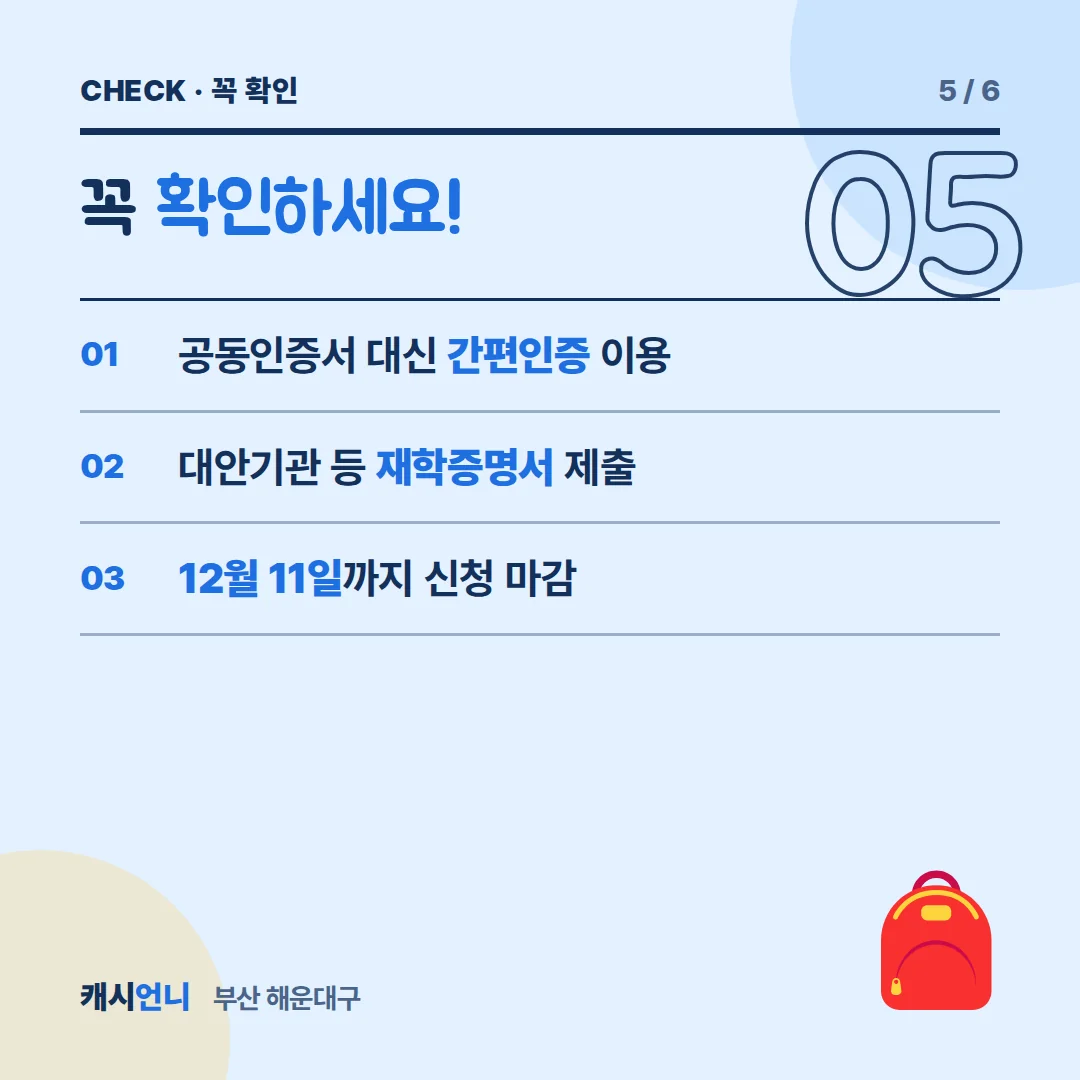 CHECK · 꼭 확인
5 / 6
꼭 확인하세요!
05
01 공동인증서 대신 간편인증 이용
02 대안기관 등 재학증명서 제출
03 12월 11일까지 신청 마감
캐시언니 부산 해운대구